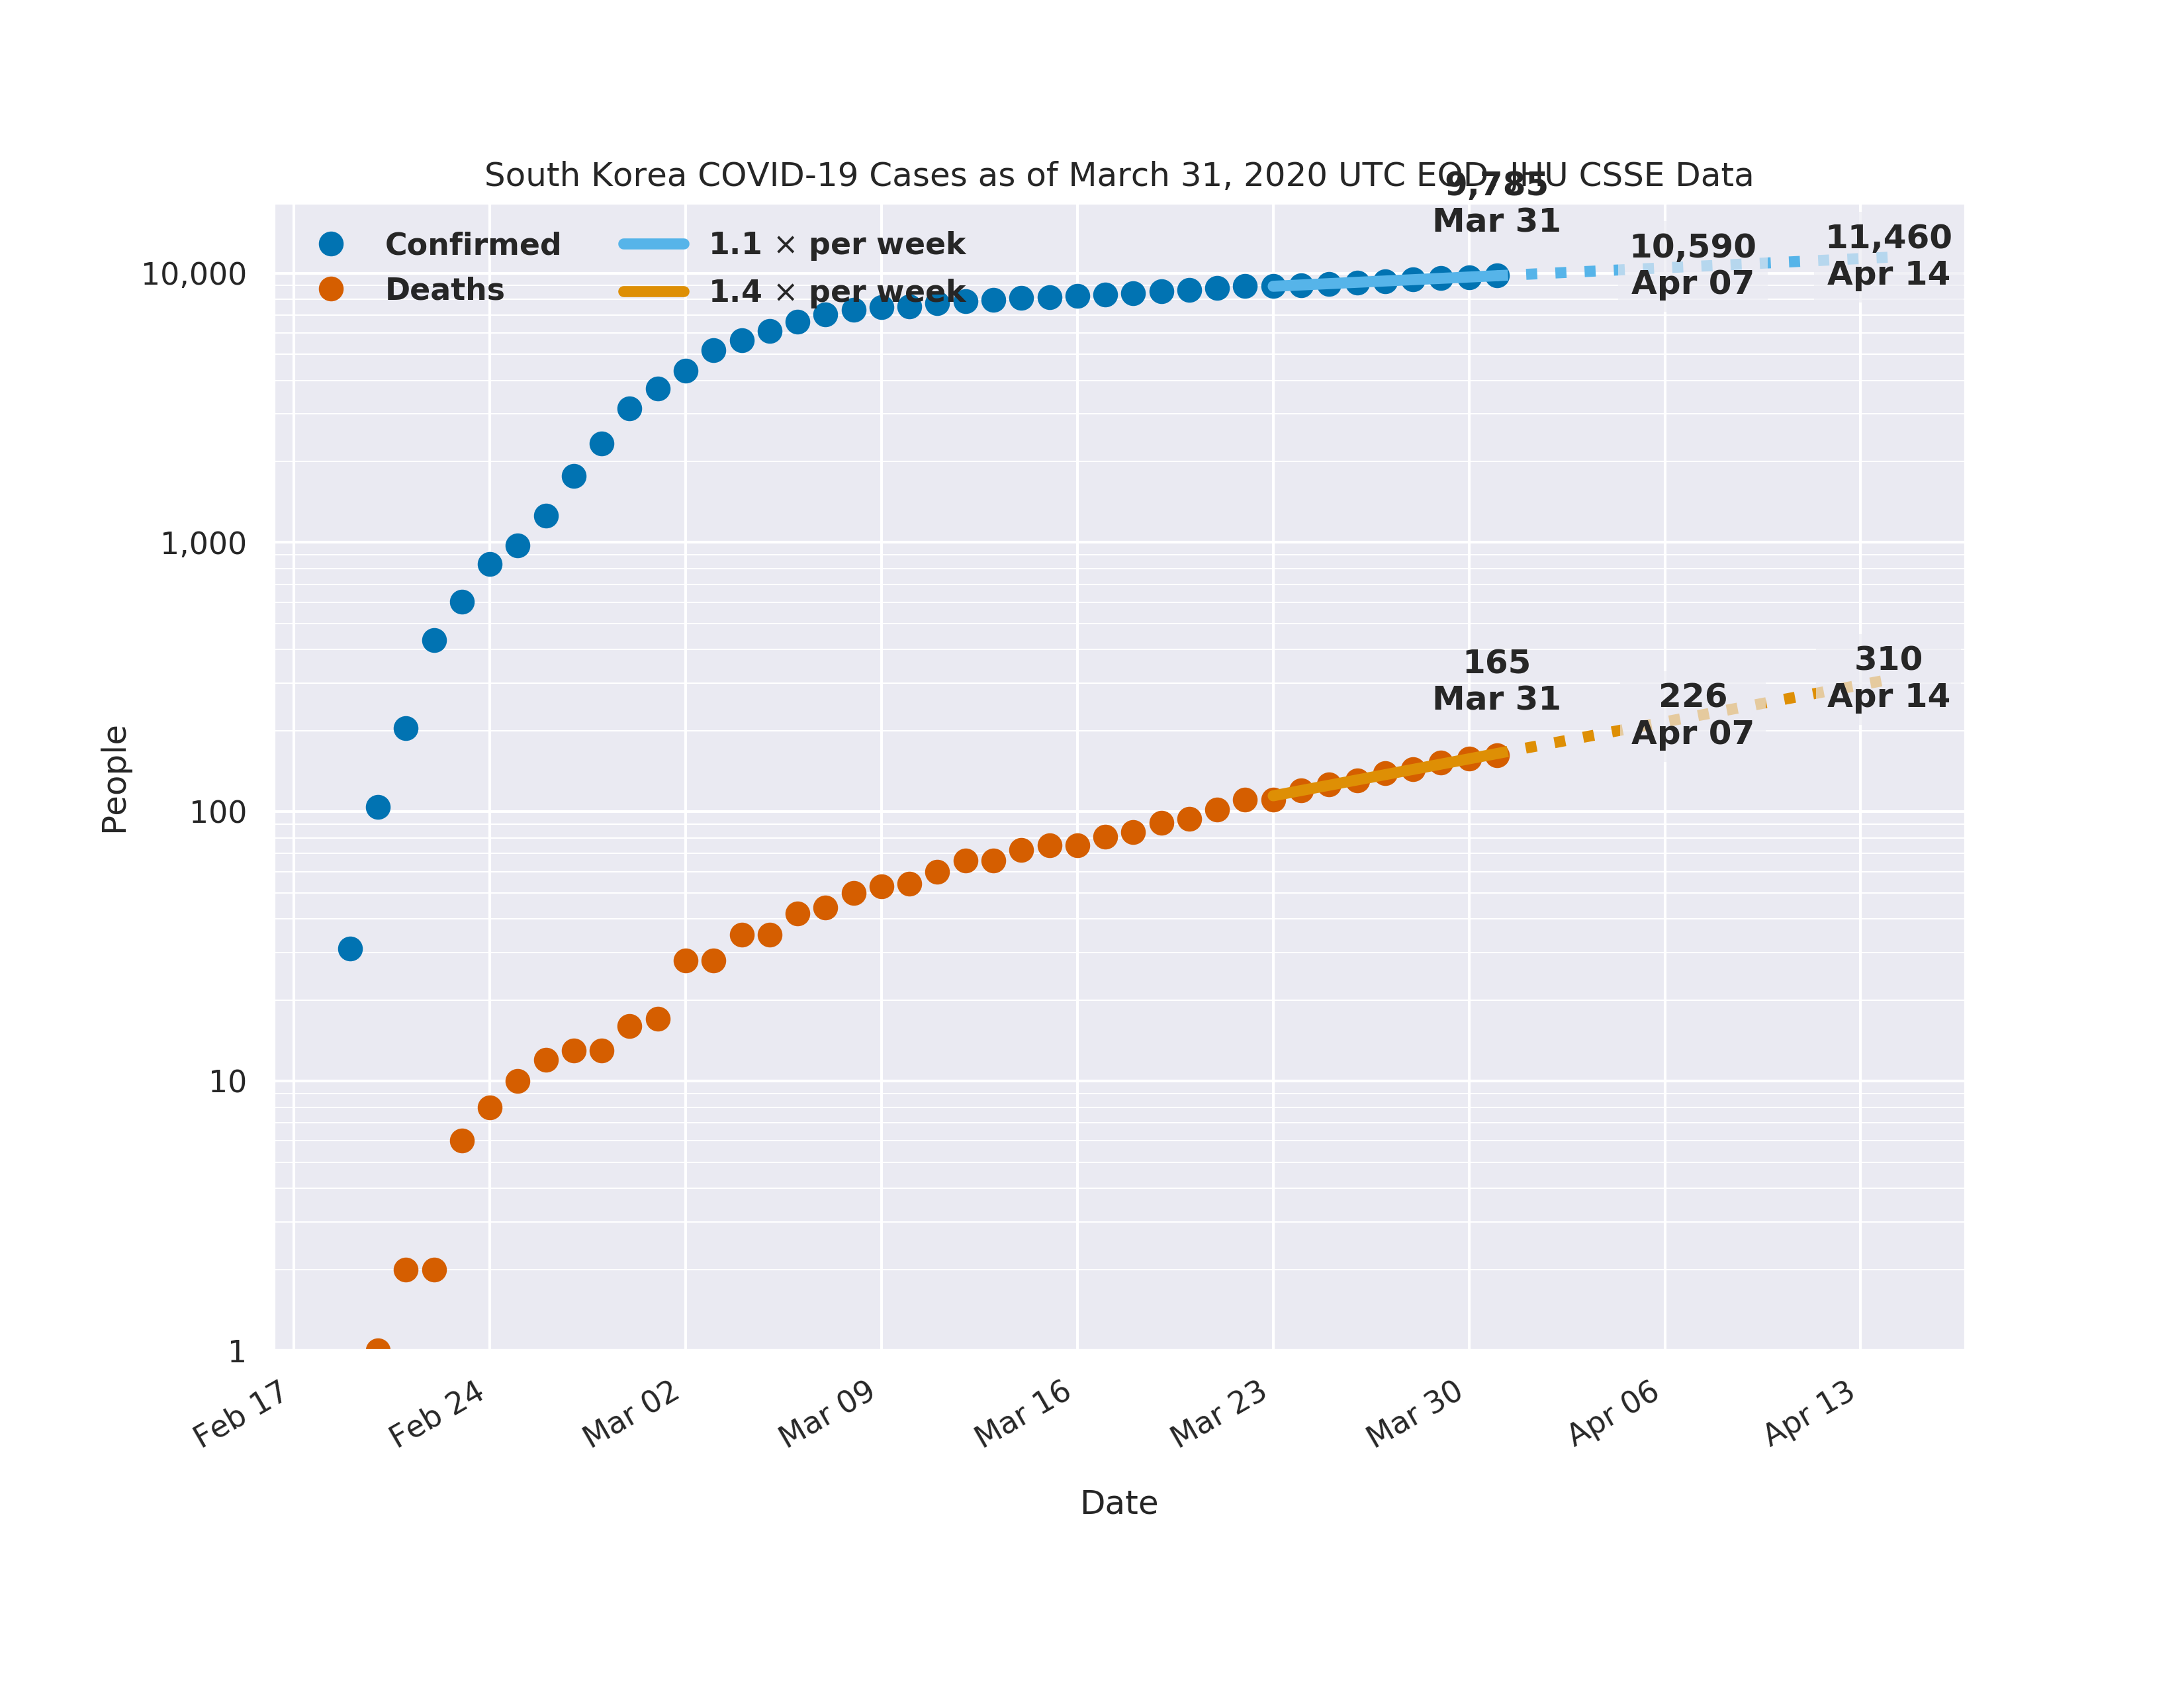 South Korea COVID-19 Cases as of March 31, 2020 UTC EOD. JHU CSSE Data
9,785
Mar 31
10,590
Apr 07
11,460
Apr 14
Confirmed
Deaths
1.1 × per week
1.4 × per week
165
Mar 31
226
Apr 07
310
Apr 14
People
10,000
1,000
100
10
1
Feb 17
Feb 24
Mar 02
Mar 09
Mar 16
Mar 23
Mar 30
Apr 06
Apr 13
Date